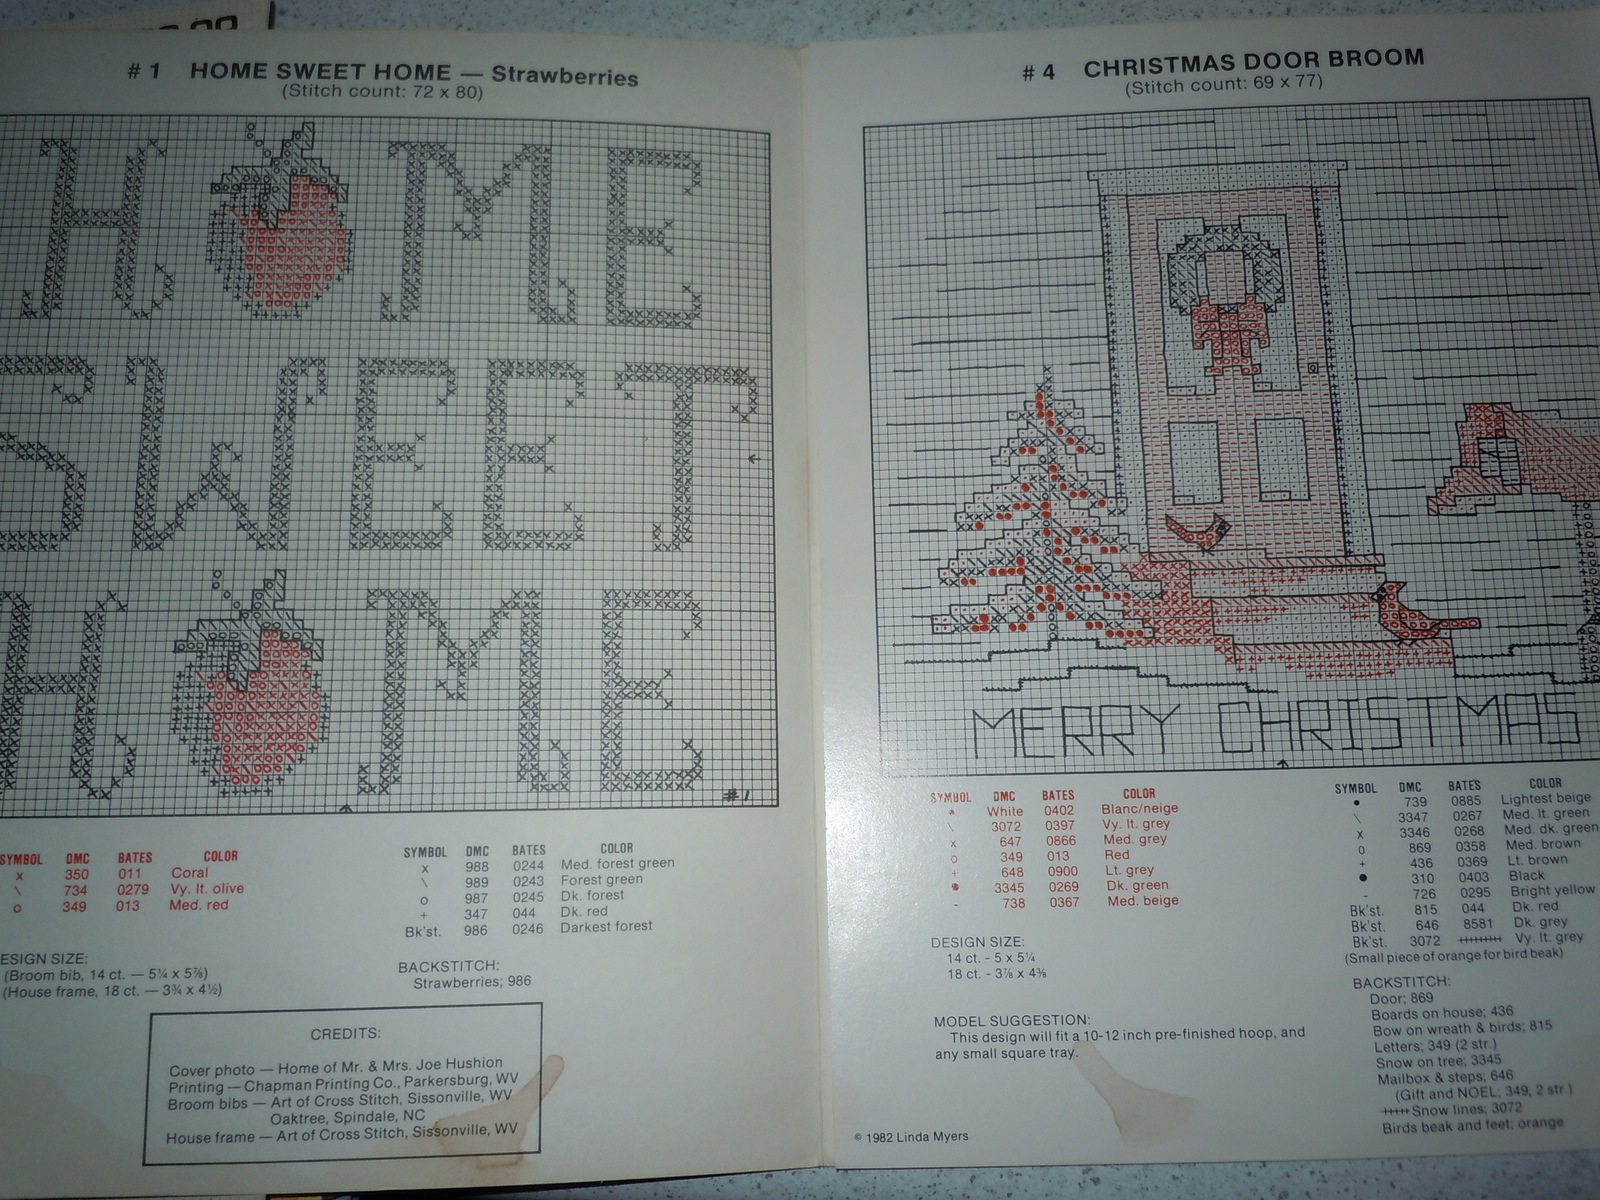 # 1 HOME SWEET HOME — Strawberries
(Stitch count: 72 x 80)
HOME
SWEET
HOME
#1
SYMBOL DMC BATES COLOR
x 350 011 Coral
\ 734 0279 Vy. lt. olive
o 349 013 Med. red
SYMBOL DMC BATES COLOR
x 988 0244 Med. forest green
\ 989 0243 Forest green
o 987 0245 Dk. forest
+ 347 044 Dk. red
Bk'st. 986 0246 Darkest forest
ESIGN SIZE:
(Broom bib, 14 ct. — 5¼ x 5⅞)
(House frame, 18 ct. — 3¾ x 4½)
BACKSTITCH:
Strawberries; 986
CREDITS:
Cover photo — Home of Mr. & Mrs. Joe Hushion
Printing — Chapman Printing Co., Parkersburg, WV
Broom bibs — Art of Cross Stitch, Sissonville, WV
Oaktree, Spindale, NC
House frame — Art of Cross Stitch, Sissonville, WV
# 4 CHRISTMAS DOOR BROOM
(Stitch count: 69 x 77)
MERRY CHRISTMAS
SYMBOL DMC BATES COLOR
White 0402 Blanc/neige
\ 3072 0397 Vy. lt. grey
x 647 0866 Med. grey
o 349 013 Red
+ 648 0900 Lt. grey
3345 0269 Dk. green
- 738 0367 Med. beige
SYMBOL DMC BATES COLOR
• 739 0885 Lightest beige
\ 3347 0267 Med. lt. green
x 3346 0268 Med. dk. green
o 869 0358 Med. brown
+ 436 0369 Lt. brown
● 310 0403 Black
- 726 0295 Bright yellow
Bk'st. 815 044 Dk. red
Bk'st. 646 8581 Dk. grey
Bk'st. 3072 +++++++++ Vy. lt. grey
(Small piece of orange for bird beak)
DESIGN SIZE:
14 ct. - 5 x 5¼
18 ct. - 3⅞ x 4⅜
MODEL SUGGESTION:
This design will fit a 10-12 inch pre-finished hoop, and
any small square tray.
BACKSTITCH:
Door; 869
Boards on house; 436
Bow on wreath & birds; 815
Letters; 349 (2 str.)
Snow on tree; 3345
Mailbox & steps; 646
(Gift and NOEL; 349, 2 str.)
+++++ Snow lines; 3072
Birds beak and feet; orange
© 1982 Linda Myers